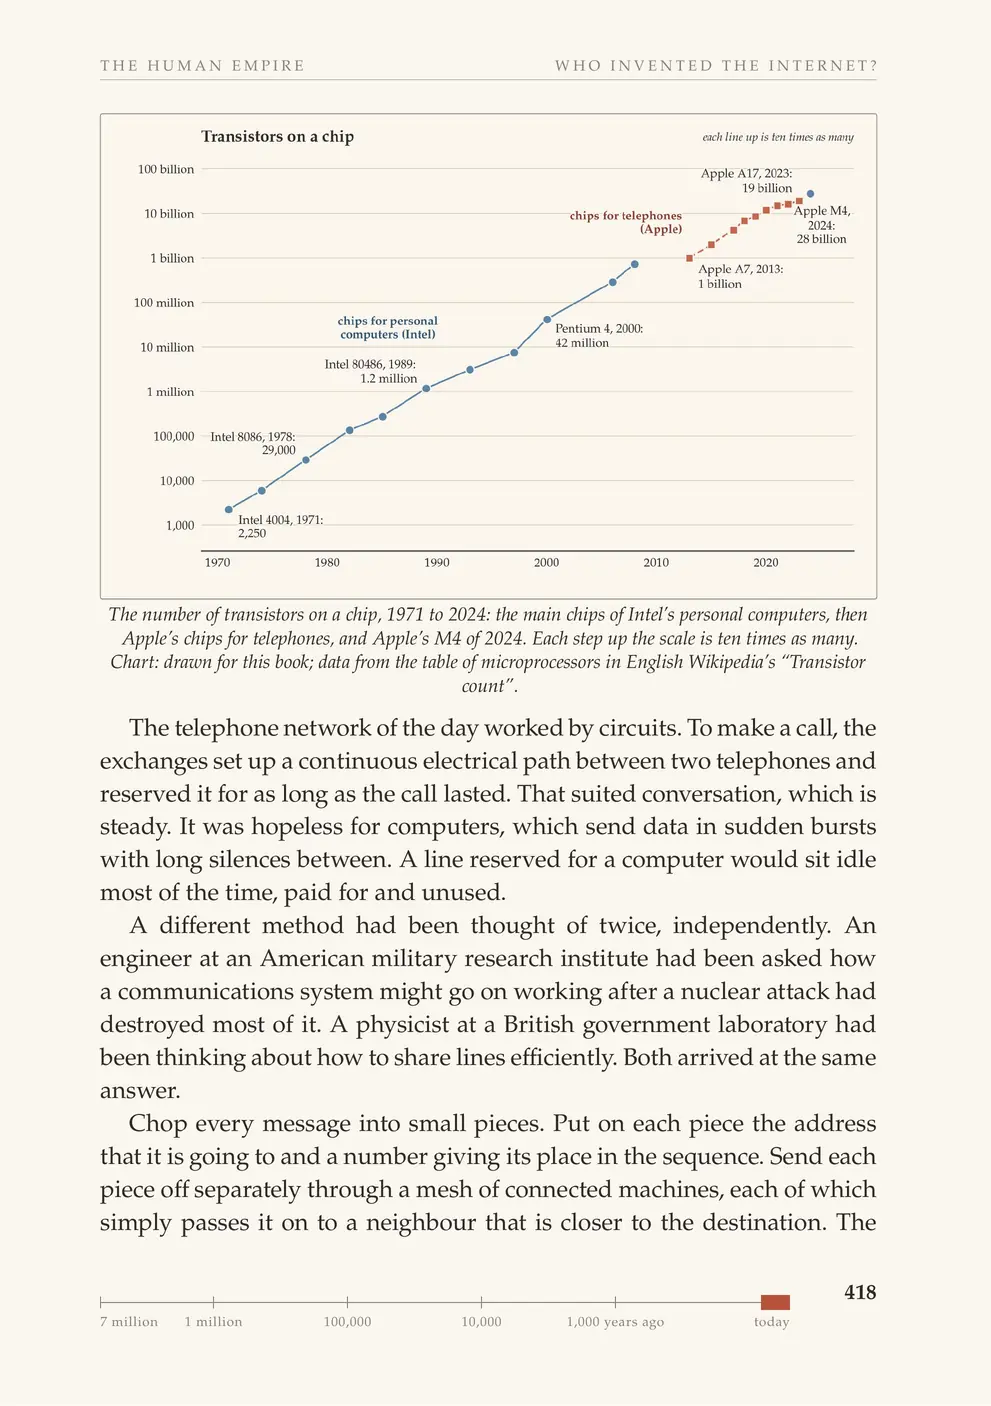 THE HUMAN EMPIRE
WHO INVENTED THE INTERNET?
Transistors on a chip
each line up is ten times as many
100 billion
10 billion
1 billion
100 million
10 million
1 million
100,000
10,000
1,000
Apple A17, 2023:
19 billion
chips for telephones
(Apple)
Apple M4,
2024:
28 billion
Apple A7, 2013:
1 billion
chips for personal
computers (Intel)
Pentium 4, 2000:
42 million
Intel 80486, 1989:
1.2 million
Intel 8086, 1978:
29,000
Intel 4004, 1971:
2,250
1970
1980
1990
2000
2010
2020
The number of transistors on a chip, 1971 to 2024: the main chips of Intel’s personal computers, then
Apple’s chips for telephones, and Apple’s M4 of 2024. Each step up the scale is ten times as many.
Chart: drawn for this book; data from the table of microprocessors in English Wikipedia’s “Transistor
count”.
The telephone network of the day worked by circuits. To make a call, the
exchanges set up a continuous electrical path between two telephones and
reserved it for as long as the call lasted. That suited conversation, which is
steady. It was hopeless for computers, which send data in sudden bursts
with long silences between. A line reserved for a computer would sit idle
most of the time, paid for and unused.
A different method had been thought of twice, independently. An
engineer at an American military research institute had been asked how
a communications system might go on working after a nuclear attack had
destroyed most of it. A physicist at a British government laboratory had
been thinking about how to share lines efficiently. Both arrived at the same
answer.
Chop every message into small pieces. Put on each piece the address
that it is going to and a number giving its place in the sequence. Send each
piece off separately through a mesh of connected machines, each of which
simply passes it on to a neighbour that is closer to the destination. The
418
7 million
1 million
100,000
10,000
1,000 years ago
today